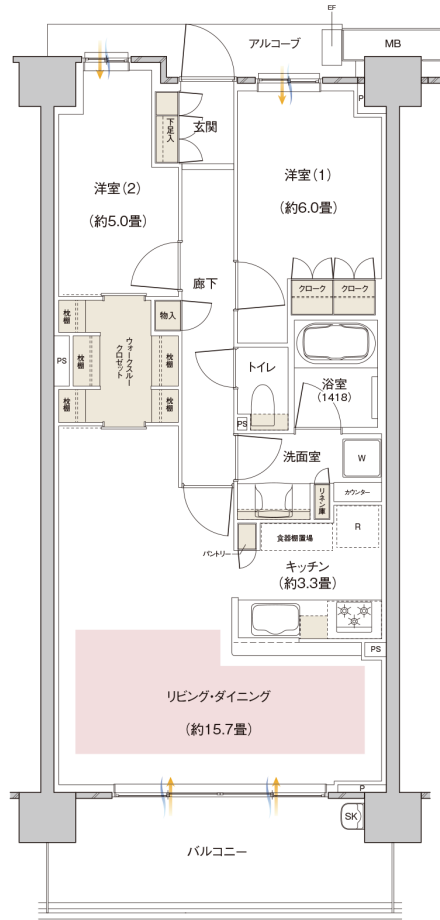 EF
アルコーブ
MB
P
下足入
玄関
洋室(2)
(約5.0畳)
洋室(1)
(約6.0畳)
廊下
クローク
クローク
枕棚
物入
ウォークスルー
クロゼット
PS
枕棚
枕棚
枕棚
枕棚
トイレ
浴室
(1418)
PS
洗面室
W
リネン庫
カウンター
R
食器棚置場
パントリー
キッチン
(約3.3畳)
PS
リビング・ダイニング
(約15.7畳)
P
SK
バルコニー